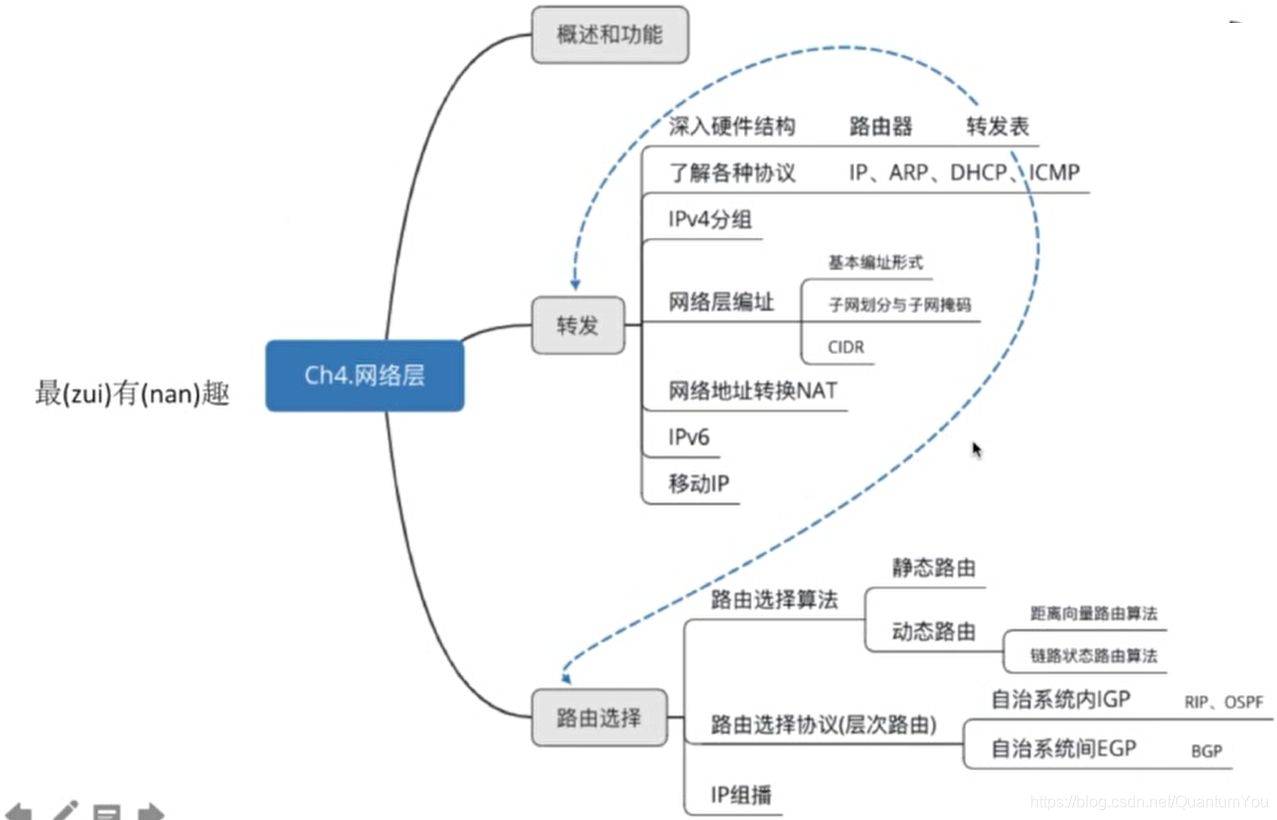 概述和功能
深入硬件结构 路由器 转发表
了解各种协议 IP、ARP、DHCP、ICMP
IPv4分组
基本编址形式
网络层编址
子网划分与子网掩码
CIDR
转发
Ch4.网络层
最(zui)有(nan)趣
网络地址转换NAT
IPv6
移动IP
静态路由
路由选择算法
动态路由
距离向量路由算法
链路状态路由算法
路由选择
路由选择协议(层次路由)
自治系统内IGP RIP、OSPF
自治系统间EGP BGP
IP组播
https://blog.csdn.net/QuantumYou